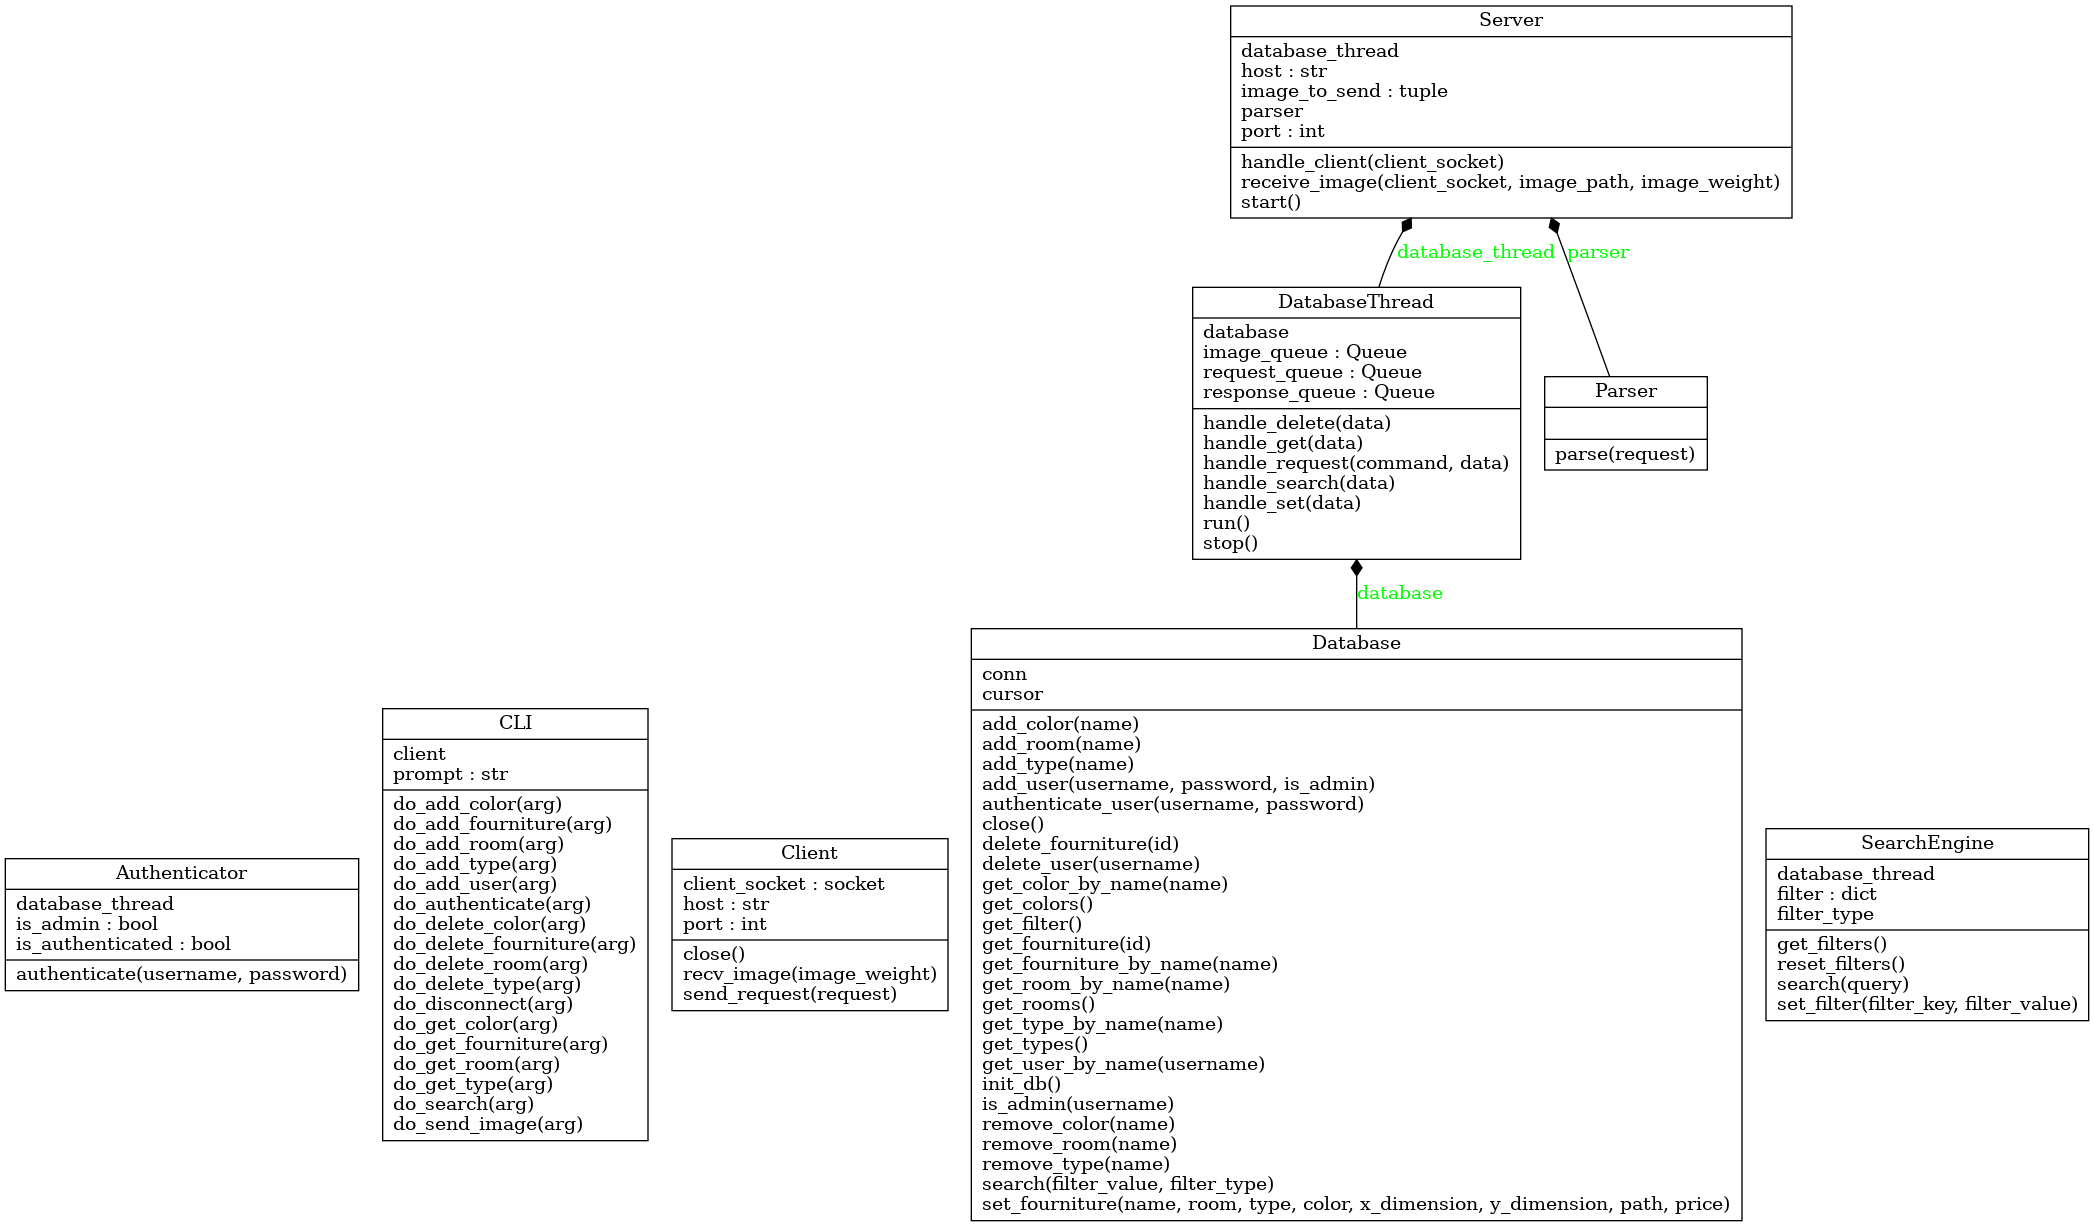 Server
database_thread
host : str
image_to_send : tuple
parser
port : int
handle_client(client_socket)
receive_image(client_socket, image_path, image_weight)
start()
database_thread
parser
DatabaseThread
database
image_queue : Queue
request_queue : Queue
response_queue : Queue
handle_delete(data)
handle_get(data)
handle_request(command, data)
handle_search(data)
handle_set(data)
run()
stop()
Parser
parse(request)
database
Authenticator
database_thread
is_admin : bool
is_authenticated : bool
authenticate(username, password)
CLI
client
prompt : str
do_add_color(arg)
do_add_fourniture(arg)
do_add_room(arg)
do_add_type(arg)
do_add_user(arg)
do_authenticate(arg)
do_delete_color(arg)
do_delete_fourniture(arg)
do_delete_room(arg)
do_delete_type(arg)
do_disconnect(arg)
do_get_color(arg)
do_get_fourniture(arg)
do_get_room(arg)
do_get_type(arg)
do_search(arg)
do_send_image(arg)
Client
client_socket : socket
host : str
port : int
close()
recv_image(image_weight)
send_request(request)
Database
conn
cursor
add_color(name)
add_room(name)
add_type(name)
add_user(username, password, is_admin)
authenticate_user(username, password)
close()
delete_fourniture(id)
delete_user(username)
get_color_by_name(name)
get_colors()
get_filter()
get_fourniture(id)
get_fourniture_by_name(name)
get_room_by_name(name)
get_rooms()
get_type_by_name(name)
get_types()
get_user_by_name(username)
init_db()
is_admin(username)
remove_color(name)
remove_room(name)
remove_type(name)
search(filter_value, filter_type)
set_fourniture(name, room, type, color, x_dimension, y_dimension, path, price)
SearchEngine
database_thread
filter : dict
filter_type
get_filters()
reset_filters()
search(query)
set_filter(filter_key, filter_value)